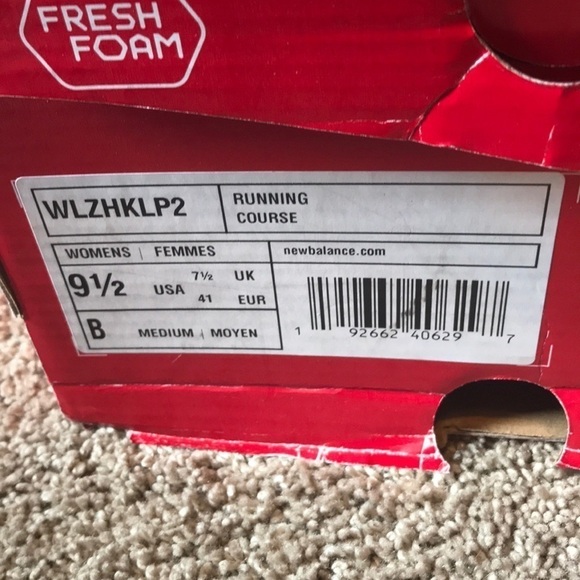 FRESH
FOAM
WLZHKLP2
RUNNING
COURSE
WOMENS | FEMMES
newbalance.com
9½ USA 7½ UK
41 EUR
B MEDIUM | MOYEN
1 92662 40629 7